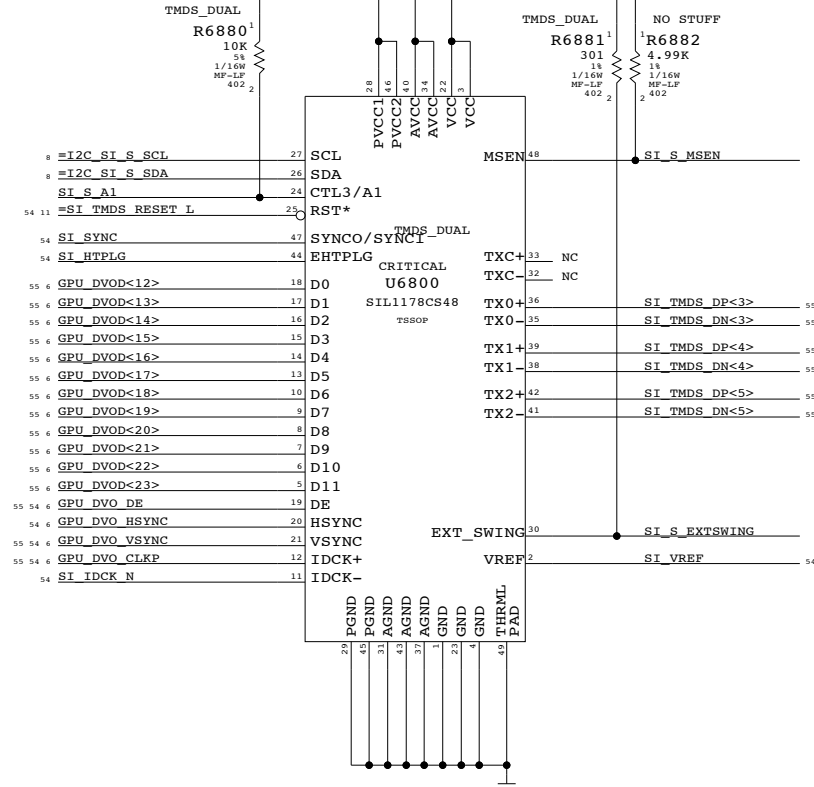 TMDS_DUAL
R6880 1
10K
5%
1/16W
MF-LF
402
2
TMDS_DUAL
R6881 1
301
1%
1/16W
MF-LF
402
2
NO STUFF
1 R6882
4.99K
1%
1/16W
MF-LF
402
2
28 46 40 34 22 3
PVCC1 PVCC2 AVCC AVCC VCC VCC
8 =I2C_SI_S_SCL 27 SCL
MSEN 48 SI_S_MSEN
8 =I2C_SI_S_SDA 26 SDA
SI_S_A1 24 CTL3/A1
54 11 =SI_TMDS_RESET_L 25 RST*
TMDS_DUAL
54 SI_SYNC 47 SYNCO/SYNCI
54 SI_HTPLG 44 EHTPLG
TXC+ 33 NC
CRITICAL
TXC- 32 NC
U6800
55 6 GPU_DVOD<12> 18 D0
55 6 GPU_DVOD<13> 17 D1
SIL1178CS48
TX0+ 36 SI_TMDS_DP<3> 55
55 6 GPU_DVOD<14> 16 D2
TSSOP
TX0- 35 SI_TMDS_DN<3> 55
55 6 GPU_DVOD<15> 15 D3
TX1+ 39 SI_TMDS_DP<4> 55
55 6 GPU_DVOD<16> 14 D4
TX1- 38 SI_TMDS_DN<4> 55
55 6 GPU_DVOD<17> 13 D5
55 6 GPU_DVOD<18> 10 D6
TX2+ 42 SI_TMDS_DP<5> 55
55 6 GPU_DVOD<19> 9 D7
TX2- 41 SI_TMDS_DN<5> 55
55 6 GPU_DVOD<20> 8 D8
55 6 GPU_DVOD<21> 7 D9
55 6 GPU_DVOD<22> 6 D10
55 6 GPU_DVOD<23> 5 D11
55 54 6 GPU_DVO_DE 19 DE
54 6 GPU_DVO_HSYNC 20 HSYNC
EXT_SWING 30 SI_S_EXTSWING
55 54 6 GPU_DVO_VSYNC 21 VSYNC
55 54 6 GPU_DVO_CLKP 12 IDCK+
VREF 2 SI_VREF 54
54 SI_IDCK_N 11 IDCK-
PGND PGND AGND AGND AGND GND GND GND THRML PAD
29 45 31 43 37 1 23 4 49